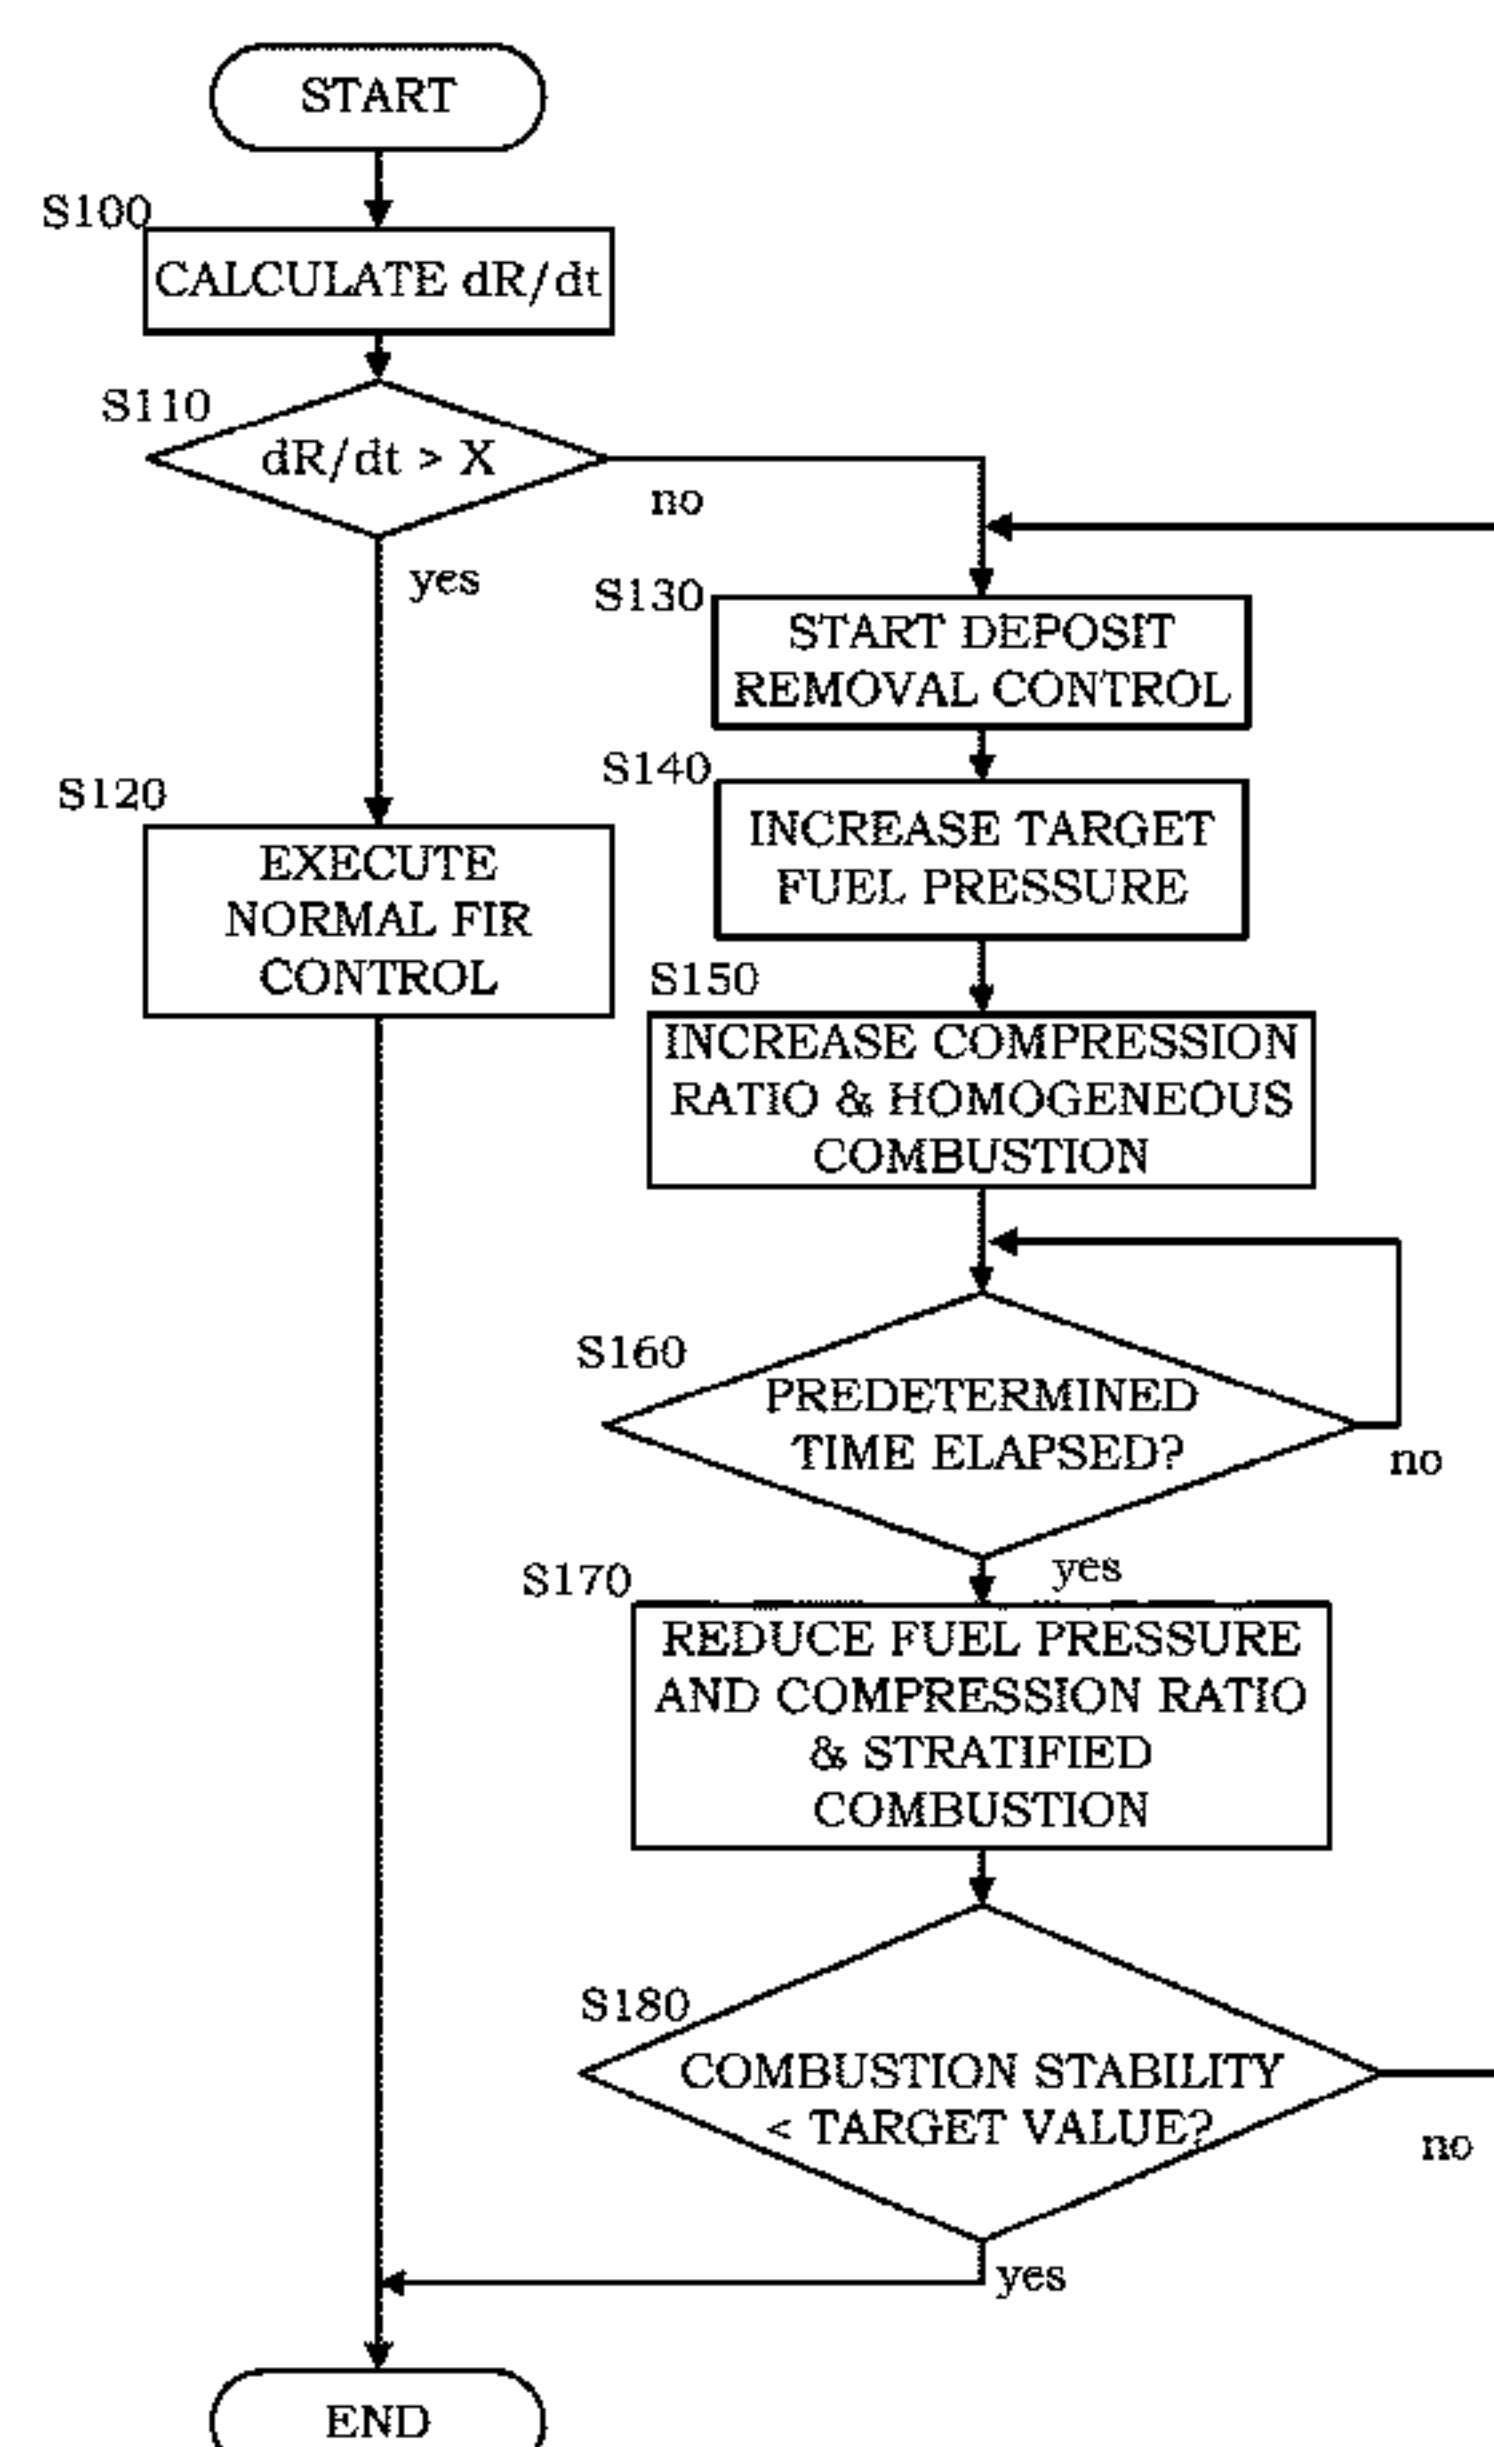 START
S100
CALCULATE dR/dt
S110
dR/dt > X
no
yes
S120
EXECUTE
NORMAL FIR
CONTROL
S130
START DEPOSIT
REMOVAL CONTROL
S140
INCREASE TARGET
FUEL PRESSURE
S150
INCREASE COMPRESSION
RATIO & HOMOGENEOUS
COMBUSTION
S160
PREDETERMINED
TIME ELAPSED?
no
yes
S170
REDUCE FUEL PRESSURE
AND COMPRESSION RATIO
& STRATIFIED
COMBUSTION
S180
COMBUSTION STABILITY
< TARGET VALUE?
no
yes
END